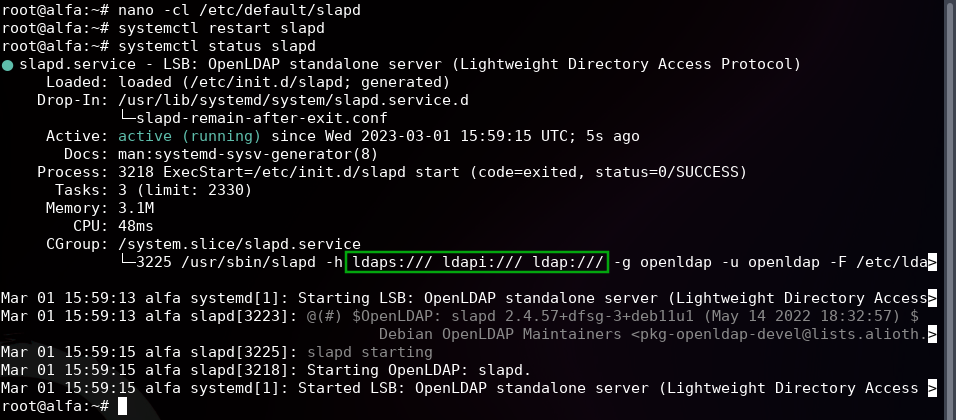 root@alfa:~# nano -cl /etc/default/slapd
root@alfa:~# systemctl restart slapd
root@alfa:~# systemctl status slapd
● slapd.service - LSB: OpenLDAP standalone server (Lightweight Directory Access Protocol)
     Loaded: loaded (/etc/init.d/slapd; generated)
    Drop-In: /usr/lib/systemd/system/slapd.service.d
             └─slapd-remain-after-exit.conf
     Active: active (running) since Wed 2023-03-01 15:59:15 UTC; 5s ago
       Docs: man:systemd-sysv-generator(8)
    Process: 3218 ExecStart=/etc/init.d/slapd start (code=exited, status=0/SUCCESS)
      Tasks: 3 (limit: 2330)
     Memory: 3.1M
        CPU: 48ms
     CGroup: /system.slice/slapd.service
             └─3225 /usr/sbin/slapd -h ldaps:/// ldapi:/// ldap:/// -g openldap -u openldap -F /etc/lda>
Mar 01 15:59:13 alfa systemd[1]: Starting LSB: OpenLDAP standalone server (Lightweight Directory Access>
Mar 01 15:59:13 alfa slapd[3223]: @(#) $OpenLDAP: slapd 2.4.57+dfsg-3+deb11u1 (May 14 2022 18:32:57) $
                                          Debian OpenLDAP Maintainers <pkg-openldap-devel@lists.alioth.>
Mar 01 15:59:15 alfa slapd[3225]: slapd starting
Mar 01 15:59:15 alfa slapd[3218]: Starting OpenLDAP: slapd.
Mar 01 15:59:15 alfa systemd[1]: Started LSB: OpenLDAP standalone server (Lightweight Directory Access >
root@alfa:~#